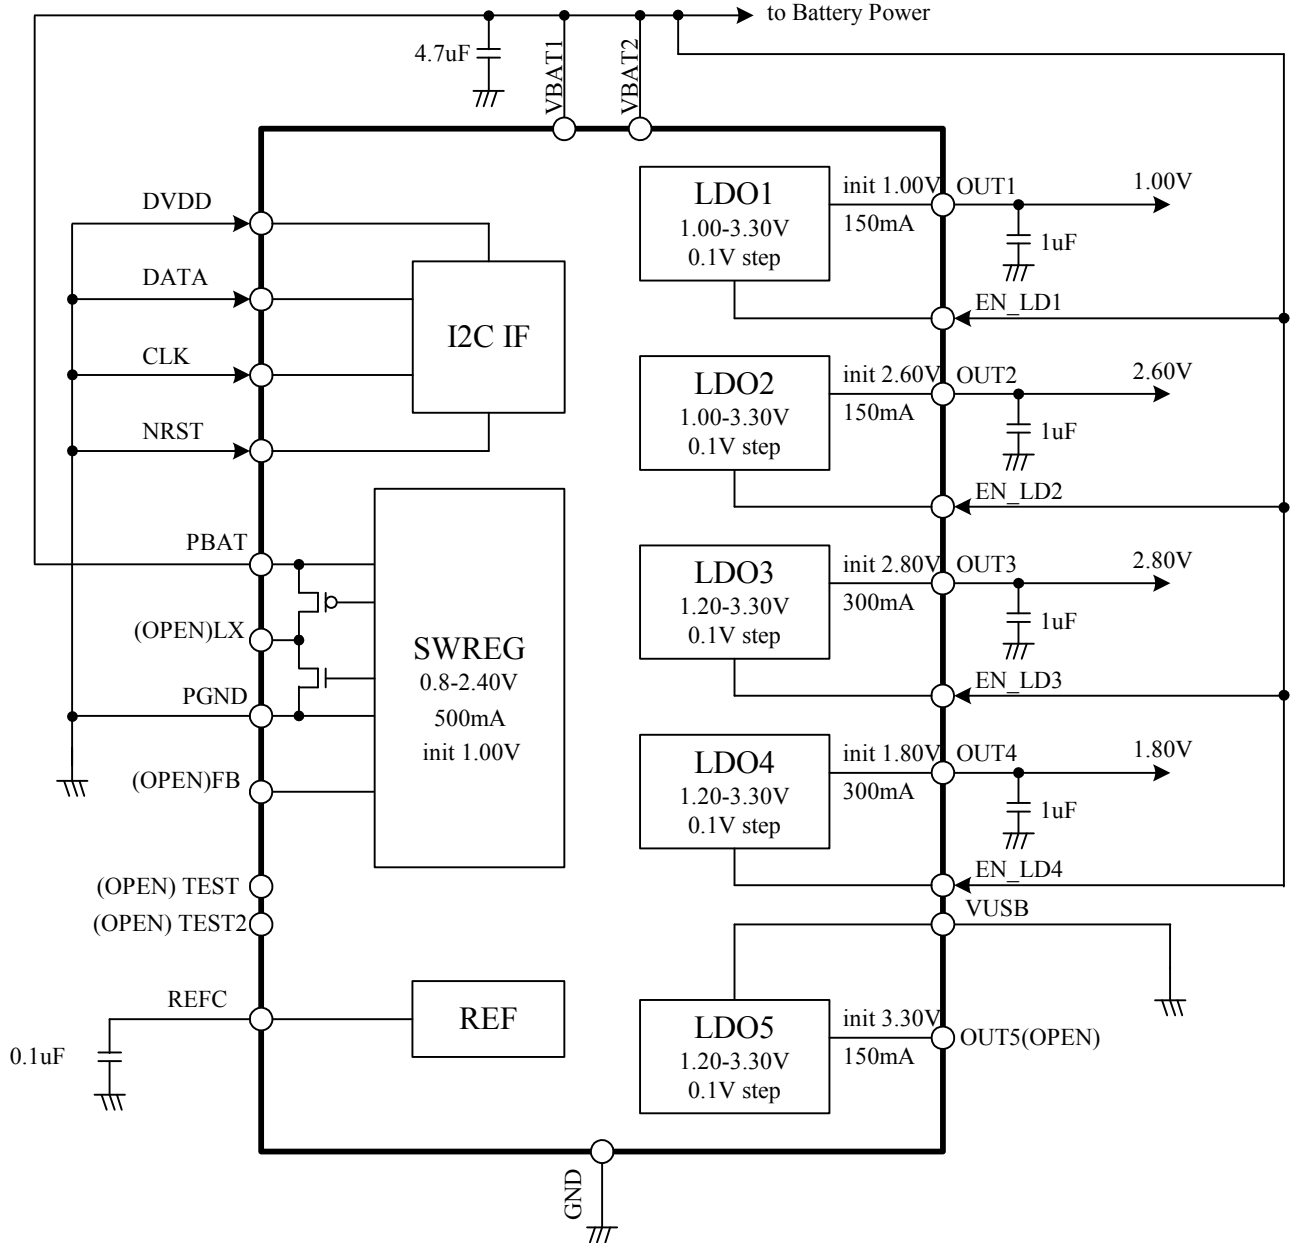 to Battery Power
4.7uF
VBAT1
VBAT2
DVDD
DATA
CLK
NRST
I2C IF
PBAT
(OPEN)LX
PGND
(OPEN)FB
SWREG
0.8-2.40V
500mA
init 1.00V
(OPEN) TEST
(OPEN) TEST2
REFC
0.1uF
REF
GND
LDO1
1.00-3.30V
0.1V step
init 1.00V
150mA
OUT1
1.00V
1uF
EN_LD1
LDO2
1.00-3.30V
0.1V step
init 2.60V
150mA
OUT2
2.60V
1uF
EN_LD2
LDO3
1.20-3.30V
0.1V step
init 2.80V
300mA
OUT3
2.80V
1uF
EN_LD3
LDO4
1.20-3.30V
0.1V step
init 1.80V
300mA
OUT4
1.80V
1uF
EN_LD4
VUSB
LDO5
1.20-3.30V
0.1V step
init 3.30V
150mA
OUT5(OPEN)